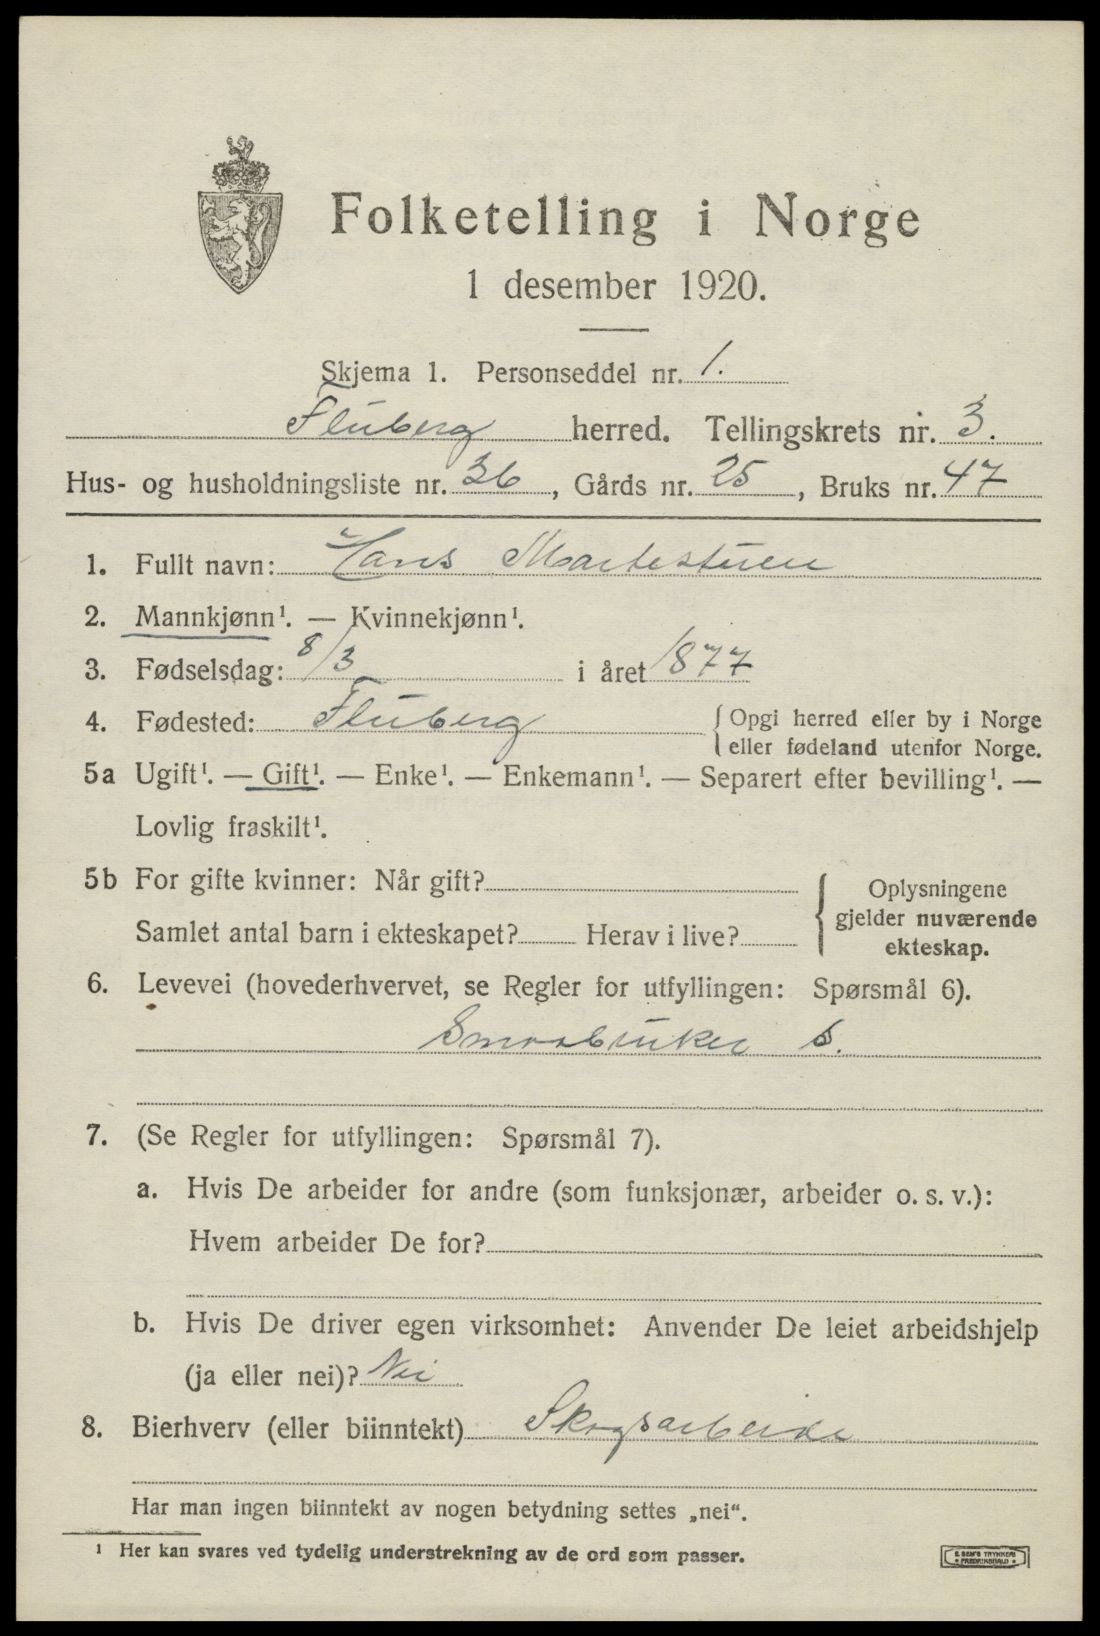 Folketelling i Norge
1 desember 1920.
Skjema 1. Personseddel nr. 1.
Fluberg herred. Tellingskrets nr. 3.
Hus- og husholdningsliste nr. 36, Gårds nr. 25, Bruks nr. 47
1. Fullt navn: Hans Martestuen
2. Mannkjønn¹. — Kvinnekjønn¹.
3. Fødselsdag: 8/3 i året 1877
4. Fødested: Fluberg {Opgi herred eller by i Norge
eller fødeland utenfor Norge.
5a Ugift¹. — Gift¹. — Enke¹. — Enkemann¹. — Separert efter bevilling¹. —
Lovlig fraskilt¹.
5b For gifte kvinner: Når gift?
Samlet antal barn i ekteskapet? Herav i live?
{ Oplysningene
gjelder nuværende
ekteskap.
6. Levevei (hovederhvervet, se Regler for utfyllingen: Spørsmål 6).
Smaabruker s.
7. (Se Regler for utfyllingen: Spørsmål 7).
a. Hvis De arbeider for andre (som funksjonær, arbeider o. s. v.):
Hvem arbeider De for?
b. Hvis De driver egen virksomhet: Anvender De leiet arbeidshjelp
(ja eller nei)? Nei
8. Bierhverv (eller biinntekt) Skogsarbeide
Har man ingen biinntekt av nogen betydning settes „nei“.
¹ Her kan svares ved tydelig understrekning av de ord som passer.
E. SEM'S TRYKKERI
• FREDRIKSHALD •